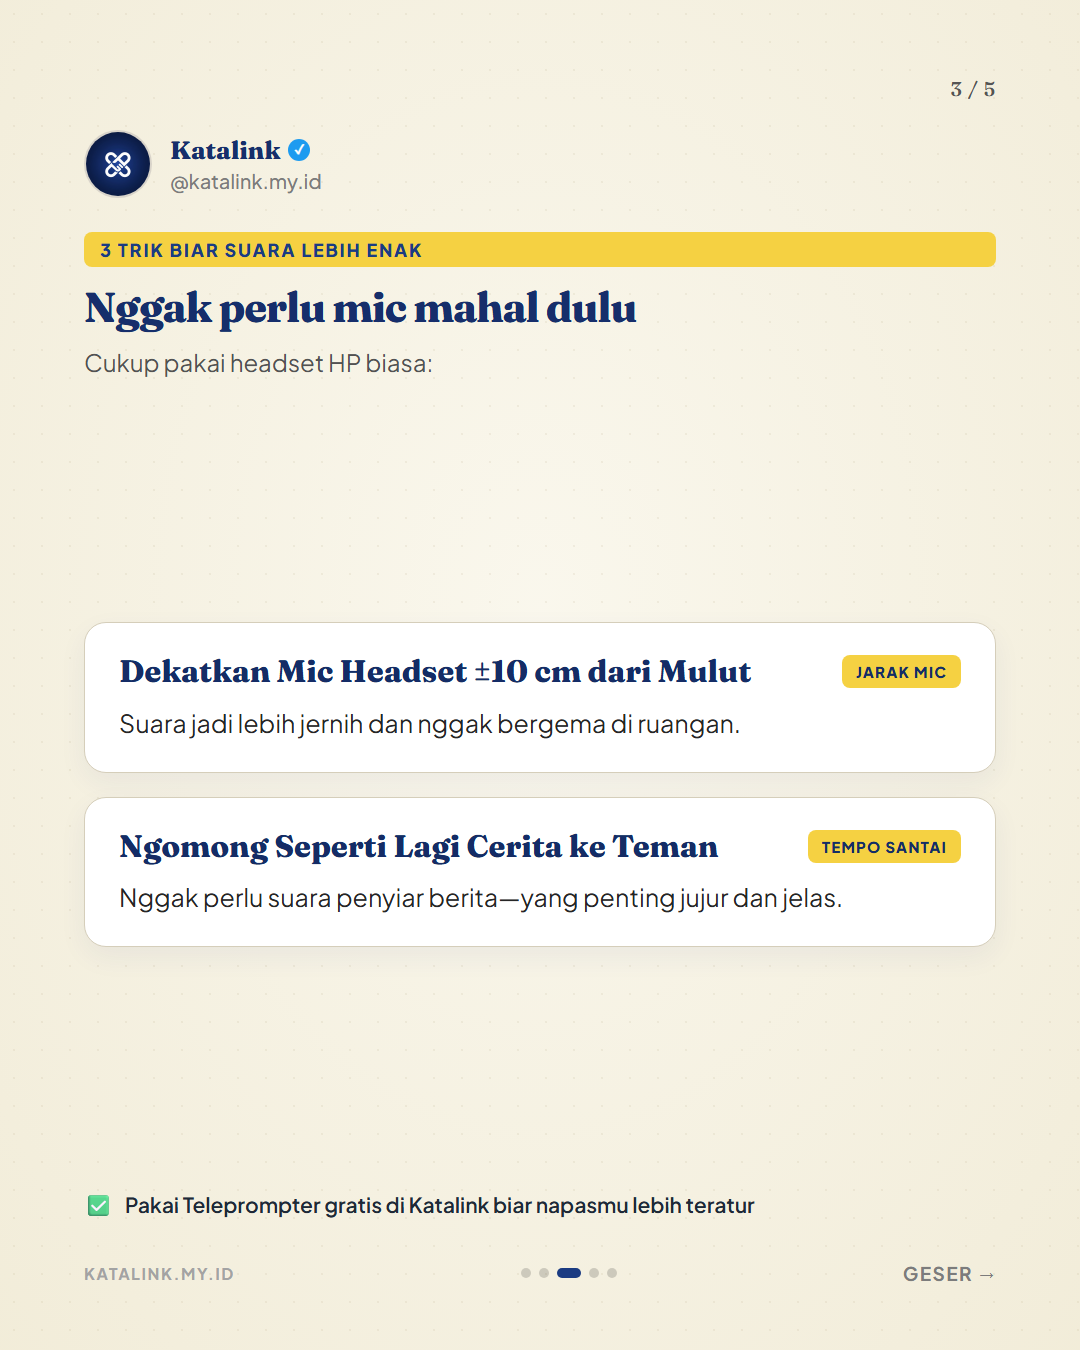 3 / 5
Katalink
@katalink.my.id
3 TRIK BIAR SUARA LEBIH ENAK
Nggak perlu mic mahal dulu
Cukup pakai headset HP biasa:
Dekatkan Mic Headset ±10 cm dari Mulut
JARAK MIC
Suara jadi lebih jernih dan nggak bergema di ruangan.
Ngomong Seperti Lagi Cerita ke Teman
TEMPO SANTAI
Nggak perlu suara penyiar berita—yang penting jujur dan jelas.
✅ Pakai Teleprompter gratis di Katalink biar napasmu lebih teratur
KATALINK.MY.ID
GESER →